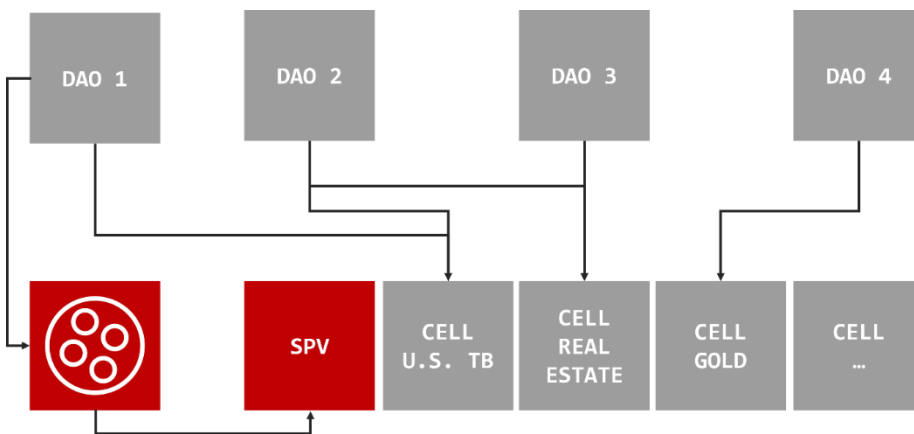 DAO 1
DAO 2
DAO 3
DAO 4
SPV
CELL
U.S. TB
CELL
REAL
ESTATE
CELL
GOLD
CELL
…